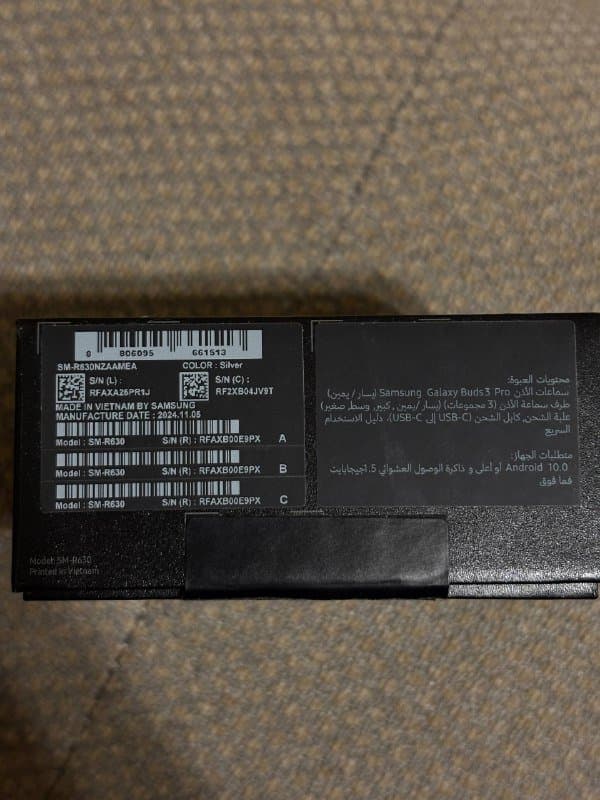 8 806095 661513
SM-R630NZAAMEA COLOR : Silver
S/N (L) :
RFAXA26PR1J
S/N (C) :
RF2XB04JV9T
MADE IN VIETNAM BY SAMSUNG
MANUFACTURE DATE : 2024.11.05
Model : SM-R630 S/N (R) : RFAXB00E9PX A
Model : SM-R630 S/N (R) : RFAXB00E9PX B
Model : SM-R630 S/N (R) : RFAXB00E9PX C
Model: SM-R630
Printed in Vietnam
محتويات العبوة:
سماعات الأذن Samsung Galaxy Buds3 Pro (يسار / يمين)
طرف سماعة الأذن (3 مجموعات) (يسار /يمين , كبير, وسط, صغير)
علبة الشحن, كابل الشحن (USB-C إلى USB-C), دليل الاستخدام
السريع
متطلبات الجهاز:
Android 10.0 أو أعلى و ذاكرة الوصول العشوائي 1.5جيجابايت
فما فوق